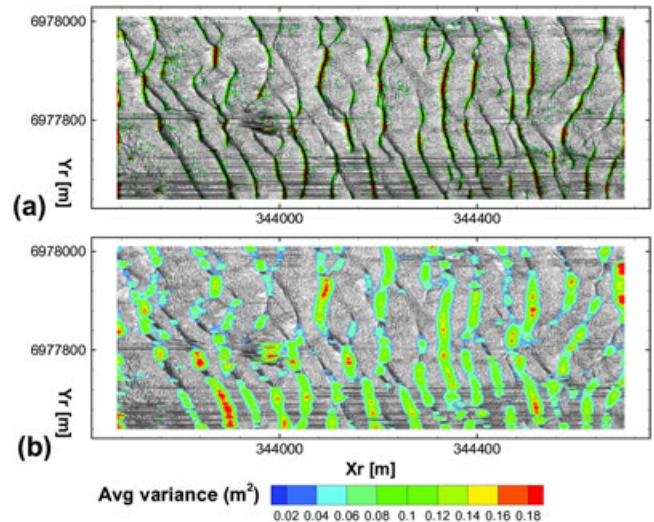 6978000
6977800
Yr [m]
(a)
344000 344400
6978000
6977800
Yr [m]
(b)
344000 344400
Xr [m]
Avg variance (m²)
0.02 0.04 0.06 0.08 0.1 0.12 0.14 0.16 0.18